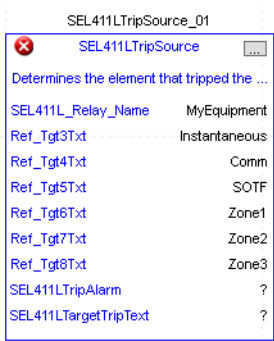 SEL411LTripSource_01
SEL411LTripSource ...
Determines the element that tripped the ...
SEL411L_Relay_Name MyEquipment
Ref_Tgt3Txt Instantaneous
Ref_Tgt4Txt Comm
Ref_Tgt5Txt SOTF
Ref_Tgt6Txt Zone1
Ref_Tgt7Txt Zone2
Ref_Tgt8Txt Zone3
SEL411LTripAlarm ?
SEL411LTargetTripText ?